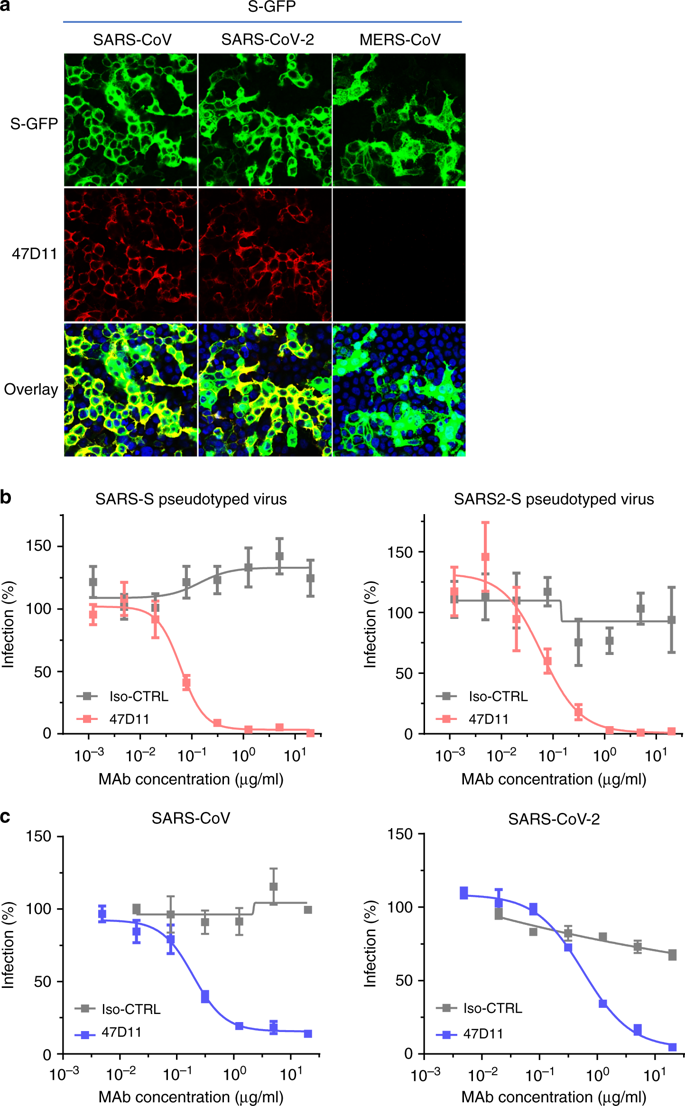 a
S-GFP
SARS-CoV SARS-CoV-2 MERS-CoV
S-GFP
47D11
Overlay
b
SARS-S pseudotyped virus
Infection (%)
150
100
50
0
Iso-CTRL
47D11
10⁻³ 10⁻² 10⁻¹ 10⁰ 10¹
MAb concentration (μg/ml)
SARS2-S pseudotyped virus
Infection (%)
150
100
50
0
Iso-CTRL
47D11
10⁻³ 10⁻² 10⁻¹ 10⁰ 10¹
MAb concentration (μg/ml)
c
SARS-CoV
Infection (%)
150
100
50
0
Iso-CTRL
47D11
10⁻³ 10⁻² 10⁻¹ 10⁰ 10¹
MAb concentration (μg/ml)
SARS-CoV-2
Infection (%)
150
100
50
0
Iso-CTRL
47D11
10⁻³ 10⁻² 10⁻¹ 10⁰ 10¹
MAb concentration (μg/ml)